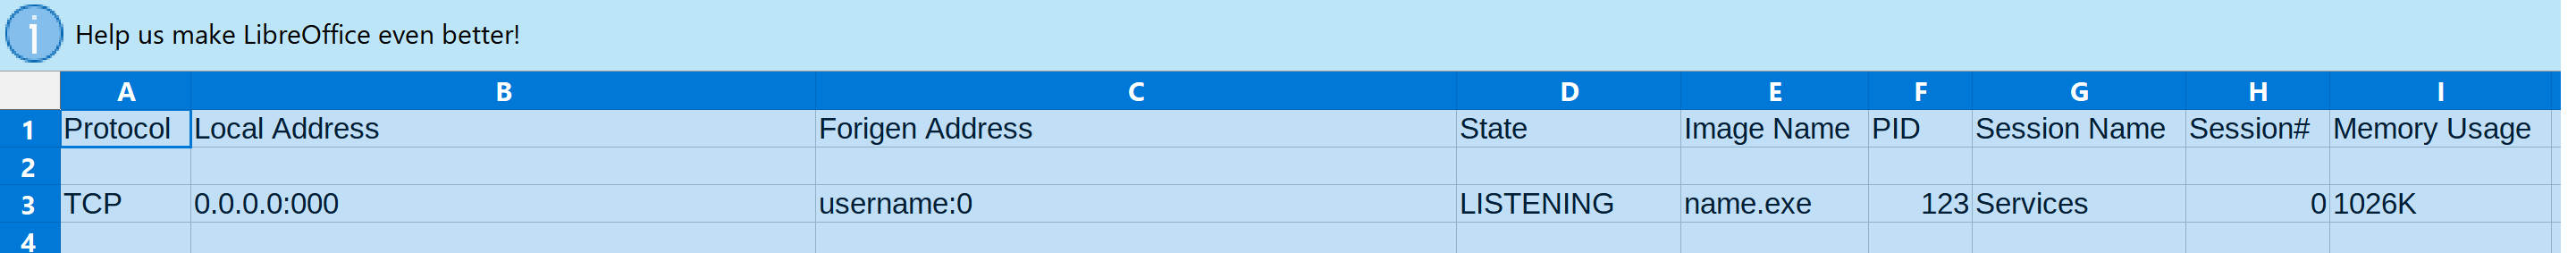 Help us make LibreOffice even better!
A B C D E F G H I
1 Protocol Local Address Forigen Address State Image Name PID Session Name Session# Memory Usage
2
3 TCP 0.0.0.0:000 username:0 LISTENING name.exe 123 Services 0 1026K
4